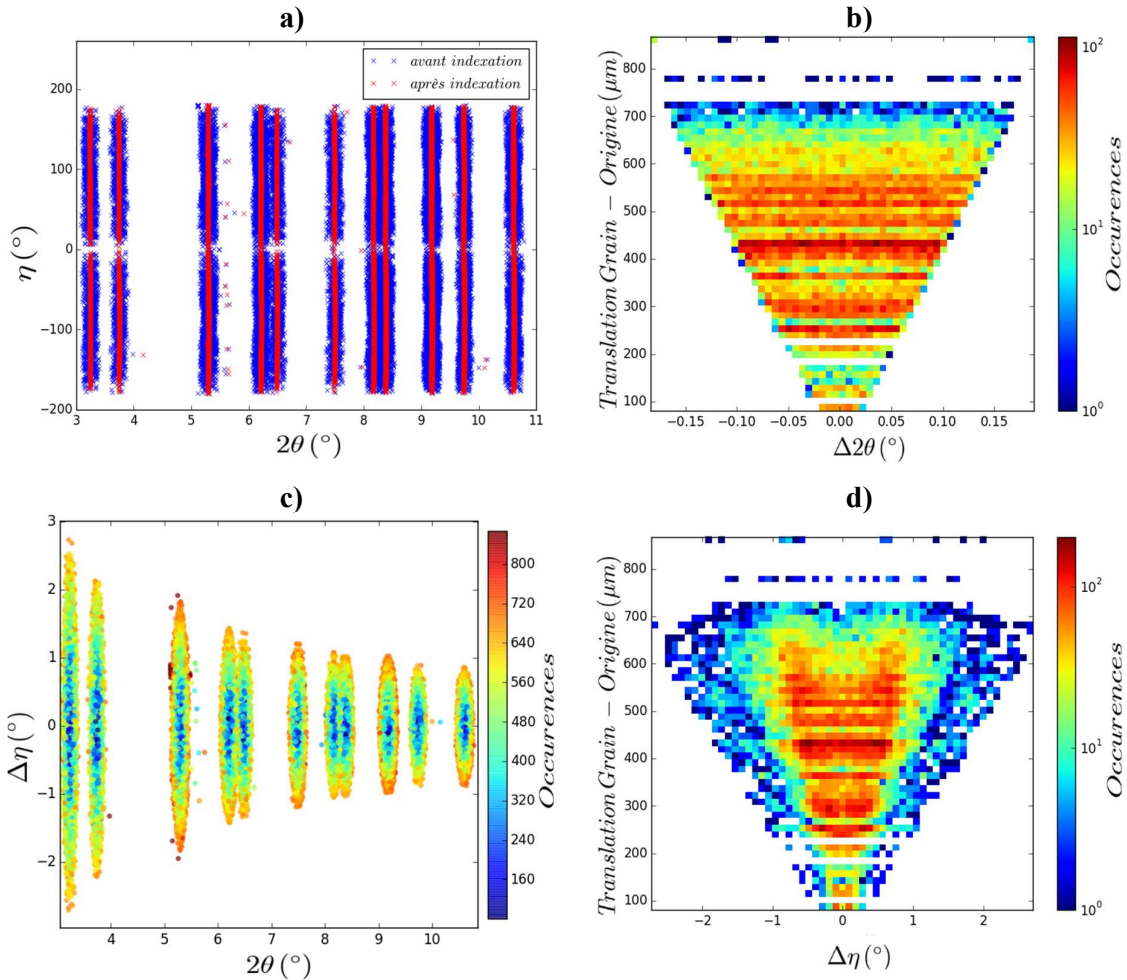 a)
200
100
0
−100
−200
η (°)
3 4 5 6 7 8 9 10 11
2θ (°)
avant indexation
après indexation
b)
800
700
600
500
400
300
200
100
Translation Grain − Origine (μm)
−0.15 −0.10 −0.05 0.00 0.05 0.10 0.15
Δ2θ (°)
10²
10¹
10⁰
Occurences
c)
3
2
1
0
−1
−2
Δη (°)
4 5 6 7 8 9 10
2θ (°)
800
720
640
560
480
400
320
240
160
Occurences
d)
800
700
600
500
400
300
200
100
Translation Grain − Origine (μm)
−2 −1 0 1 2
Δη (°)
10²
10¹
10⁰
Occurences